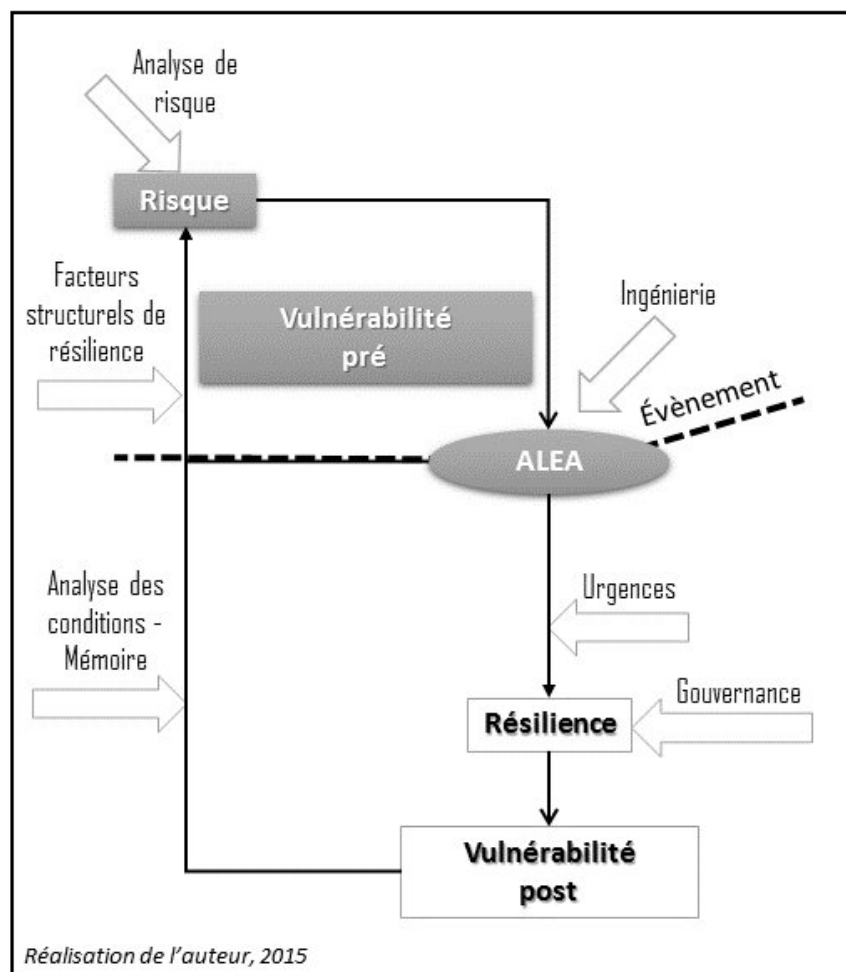 Analyse de
risque
Risque
Facteurs
structurels de
résilience
Vulnérabilité
pré
Ingénierie
Évènement
ALEA
Analyse des
conditions -
Mémoire
Urgences
Gouvernance
Résilience
Vulnérabilité
post
Réalisation de l'auteur, 2015